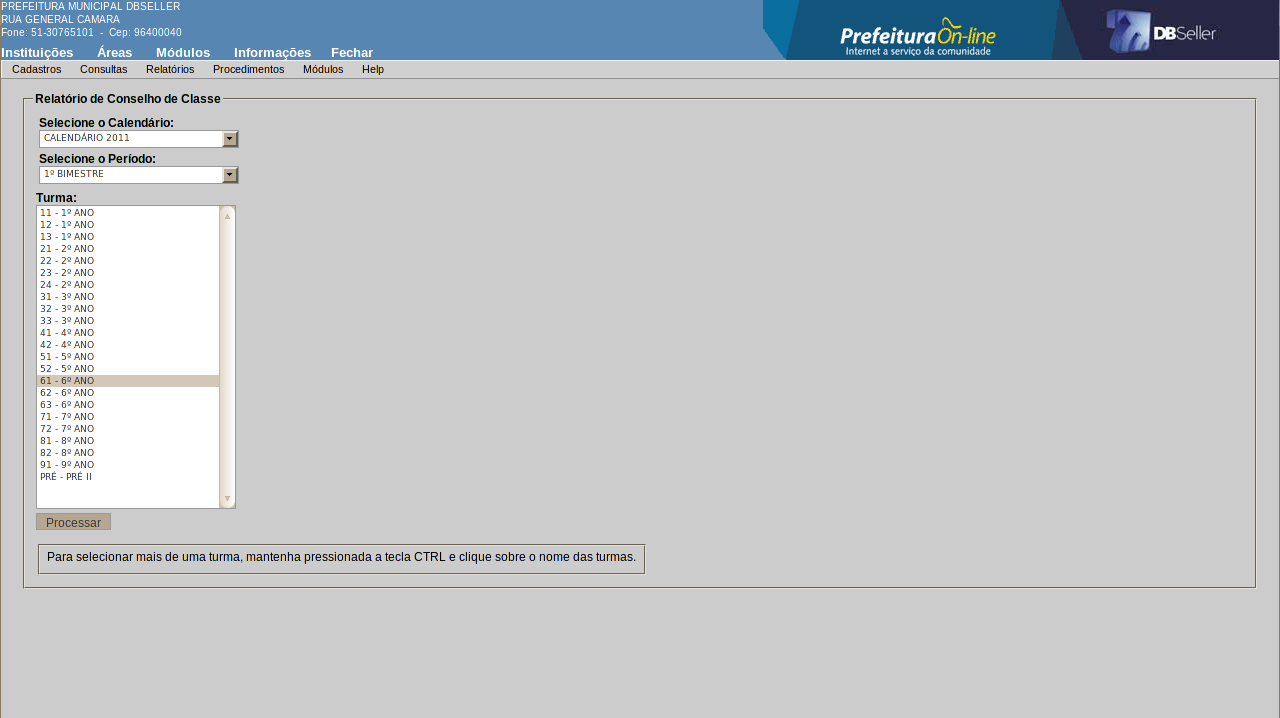 PREFEITURA MUNICIPAL DBSELLER
RUA GENERAL CAMARA
Fone: 51-30765101 - Cep: 96400040
PrefeituraOn-line
Internet a serviço da comunidade
DBSeller
Instituições Áreas Módulos Informações Fechar
Cadastros Consultas Relatórios Procedimentos Módulos Help
Relatório de Conselho de Classe
Selecione o Calendário:
CALENDÁRIO 2011
Selecione o Período:
1º BIMESTRE
Turma:
11 - 1º ANO
12 - 1º ANO
13 - 1º ANO
21 - 2º ANO
22 - 2º ANO
23 - 2º ANO
24 - 2º ANO
31 - 3º ANO
32 - 3º ANO
33 - 3º ANO
41 - 4º ANO
42 - 4º ANO
51 - 5º ANO
52 - 5º ANO
61 - 6º ANO
62 - 6º ANO
63 - 6º ANO
71 - 7º ANO
72 - 7º ANO
81 - 8º ANO
82 - 8º ANO
91 - 9º ANO
PRÉ - PRÉ II
Processar
Para selecionar mais de uma turma, mantenha pressionada a tecla CTRL e clique sobre o nome das turmas.